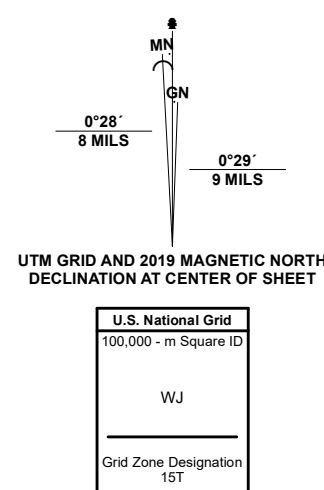 MN
GN
0°28´
8 MILS
0°29´
9 MILS
UTM GRID AND 2019 MAGNETIC NORTH
DECLINATION AT CENTER OF SHEET
U.S. National Grid
100,000 - m Square ID
WJ
Grid Zone Designation
15T